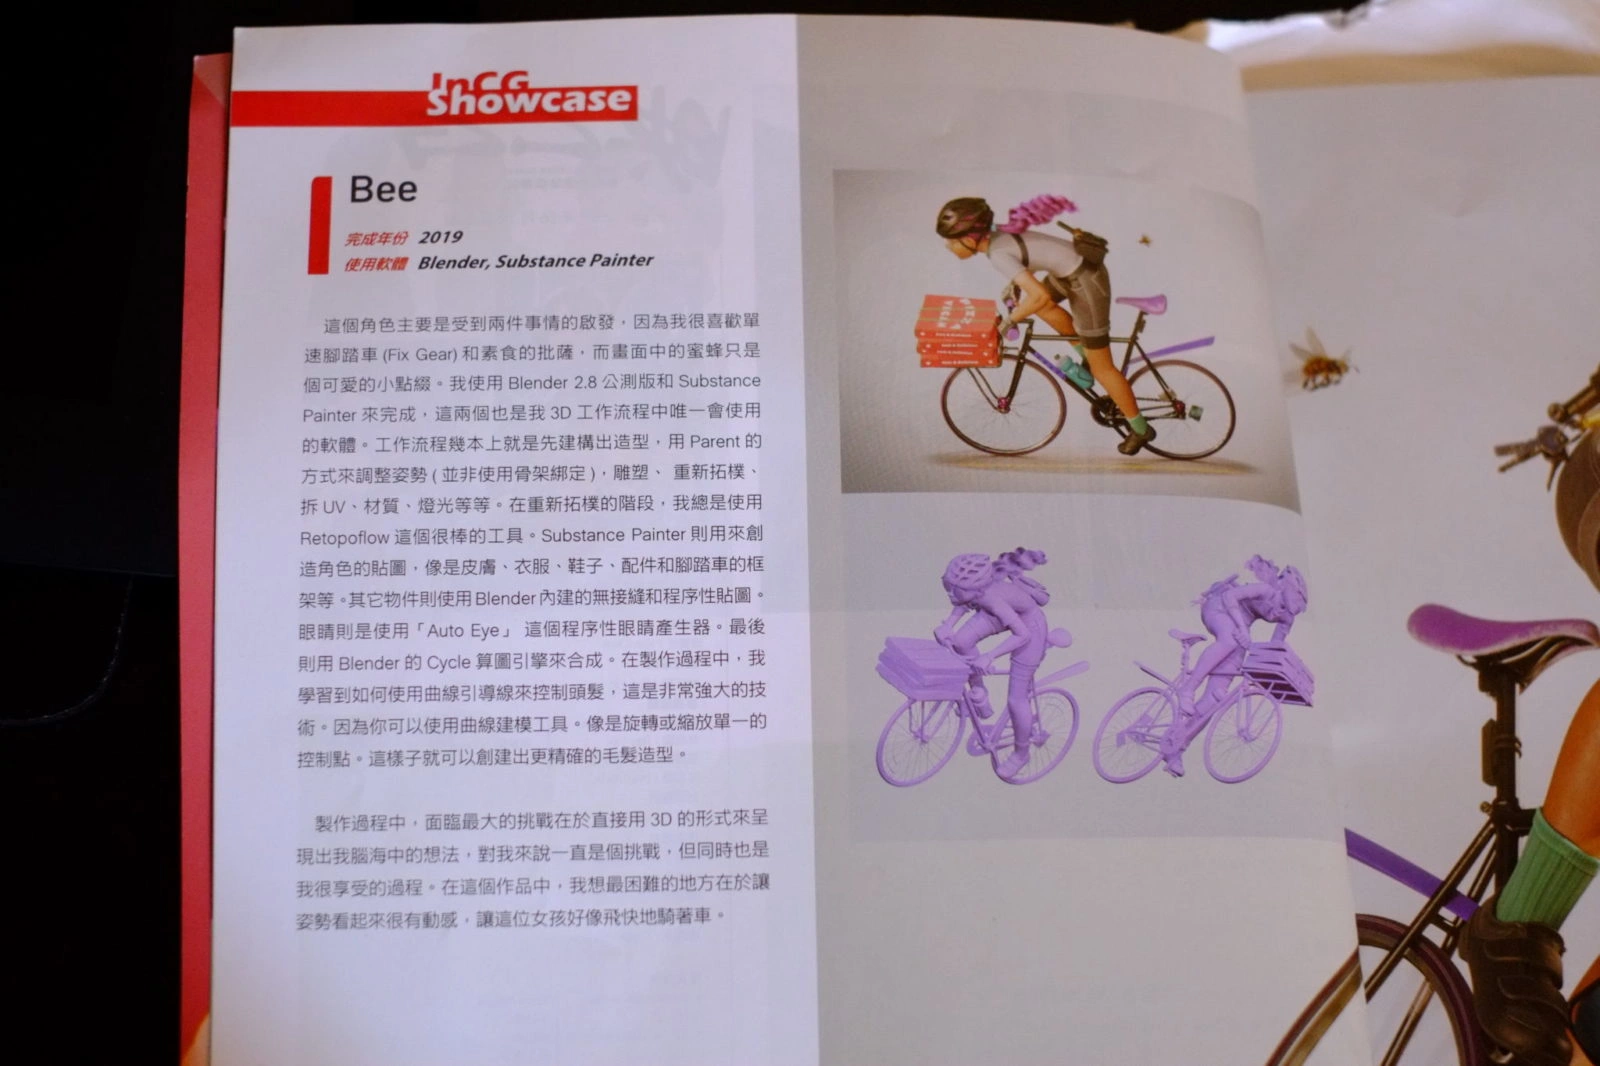 InCG
Showcase
Bee
完成年份 2019
使用軟體 Blender, Substance Painter
這個角色主要是受到兩件事情的啟發，因為我很喜歡單
速腳踏車 (Fix Gear) 和素食的批薩，而畫面中的蜜蜂只是
個可愛的小點綴。我使用 Blender 2.8 公測版和 Substance
Painter 來完成，這兩個也是我 3D 工作流程中唯一會使用
的軟體。工作流程幾本上就是先建構出造型，用 Parent 的
方式來調整姿勢 ( 並非使用骨架綁定 )，雕塑、 重新拓樸、
拆 UV、材質、燈光等等。在重新拓樸的階段，我總是使用
Retopoflow 這個很棒的工具。Substance Painter 則用來創
造角色的貼圖，像是皮膚、衣服、鞋子、配件和腳踏車的框
架等。其它物件則使用 Blender 內建的無接縫和程序性貼圖。
眼睛則是使用「Auto Eye」 這個程序性眼睛產生器。最後
則用 Blender 的 Cycle 算圖引擎來合成。在製作過程中，我
學習到如何使用曲線引導線來控制頭髮，這是非常強大的技
術。因為你可以使用曲線建模工具。像是旋轉或縮放單一的
控制點。這樣子就可以創建出更精確的毛髮造型。
製作過程中，面臨最大的挑戰在於直接用 3D 的形式來呈
現出我腦海中的想法，對我來說一直是個挑戰，但同時也是
我很享受的過程。在這個作品中，我想最困難的地方在於讓
姿勢看起來很有動感，讓這位女孩好像飛快地騎著車。